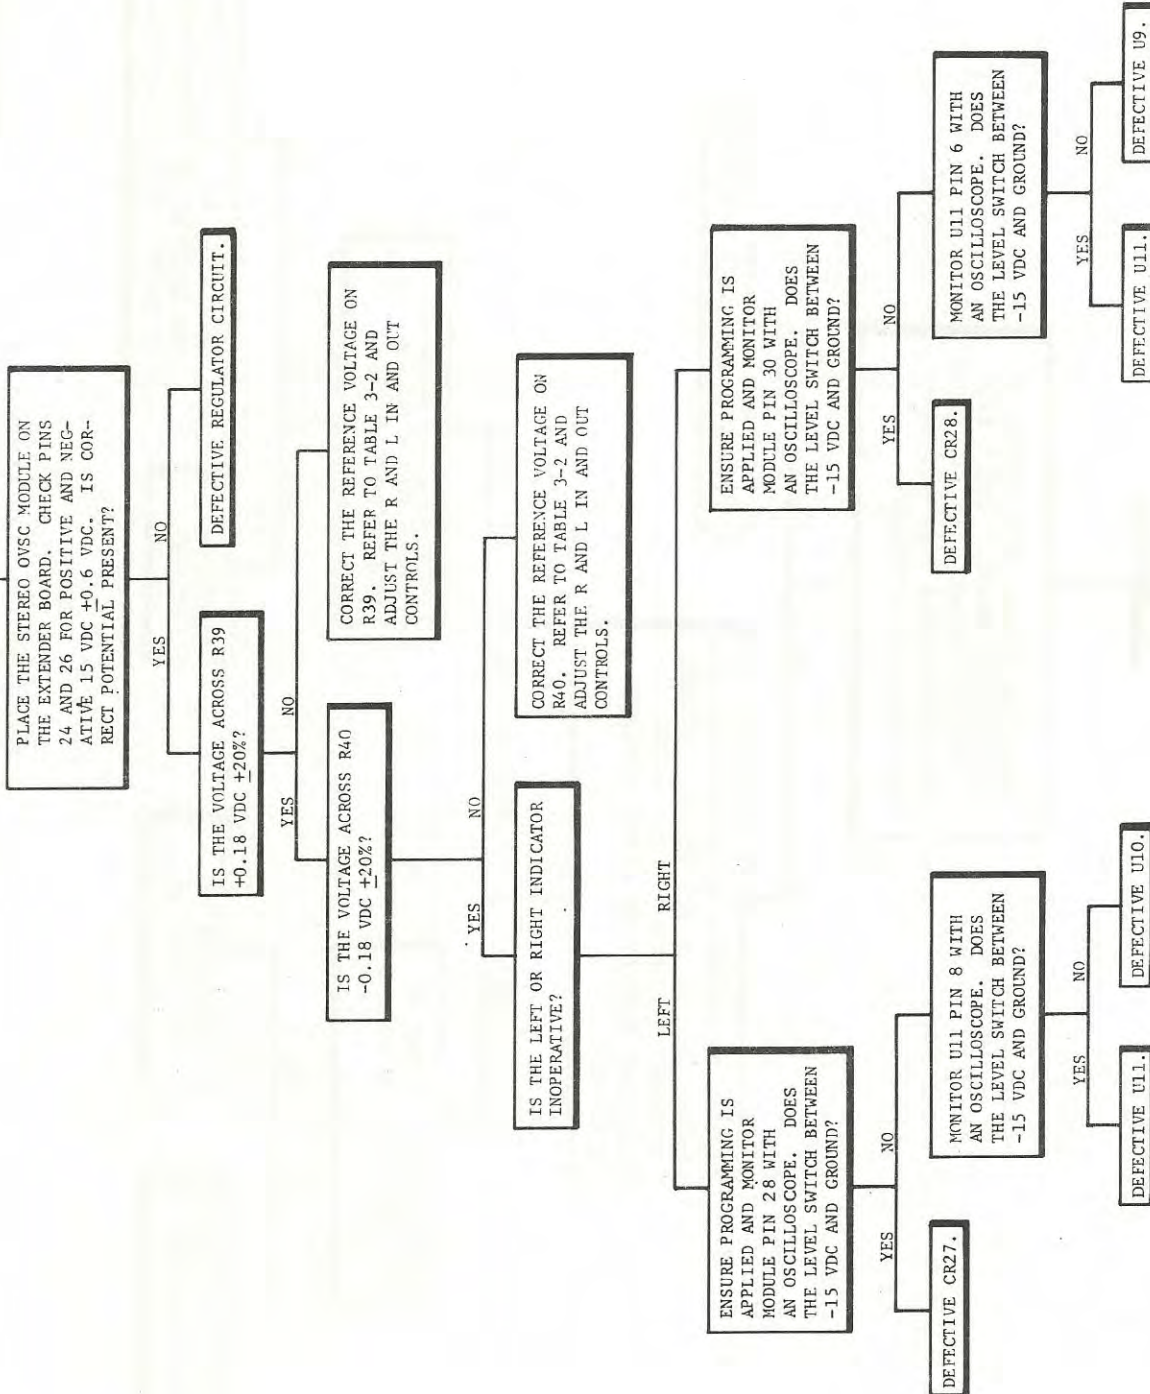 PLACE THE STEREO OVSC MODULE ON
THE EXTENDER BOARD. CHECK PINS
24 AND 26 FOR POSITIVE AND NEG-
ATIVE 15 VDC ±0.6 VDC. IS COR-
RECT POTENTIAL PRESENT?
YES
NO
IS THE VOLTAGE ACROSS R39
+0.18 VDC ±20%?
DEFECTIVE REGULATOR CIRCUIT.
YES
NO
IS THE VOLTAGE ACROSS R40
-0.18 VDC ±20%?
CORRECT THE REFERENCE VOLTAGE ON
R39. REFER TO TABLE 3-2 AND
ADJUST THE R AND L IN AND OUT
CONTROLS.
YES
NO
IS THE LEFT OR RIGHT INDICATOR
INOPERATIVE?
CORRECT THE REFERENCE VOLTAGE ON
R40. REFER TO TABLE 3-2 AND
ADJUST THE R AND L IN AND OUT
CONTROLS.
LEFT
RIGHT
ENSURE PROGRAMMING IS
APPLIED AND MONITOR
MODULE PIN 28 WITH
AN OSCILLOSCOPE. DOES
THE LEVEL SWITCH BETWEEN
-15 VDC AND GROUND?
ENSURE PROGRAMMING IS
APPLIED AND MONITOR
MODULE PIN 30 WITH
AN OSCILLOSCOPE. DOES
THE LEVEL SWITCH BETWEEN
-15 VDC AND GROUND?
YES
NO
YES
NO
DEFECTIVE CR27.
MONITOR U11 PIN 8 WITH
AN OSCILLOSCOPE. DOES
THE LEVEL SWITCH BETWEEN
-15 VDC AND GROUND?
DEFECTIVE CR28.
MONITOR U11 PIN 6 WITH
AN OSCILLOSCOPE. DOES
THE LEVEL SWITCH BETWEEN
-15 VDC AND GROUND?
YES
NO
YES
NO
DEFECTIVE U11.
DEFECTIVE U10.
DEFECTIVE U11.
DEFECTIVE U9.